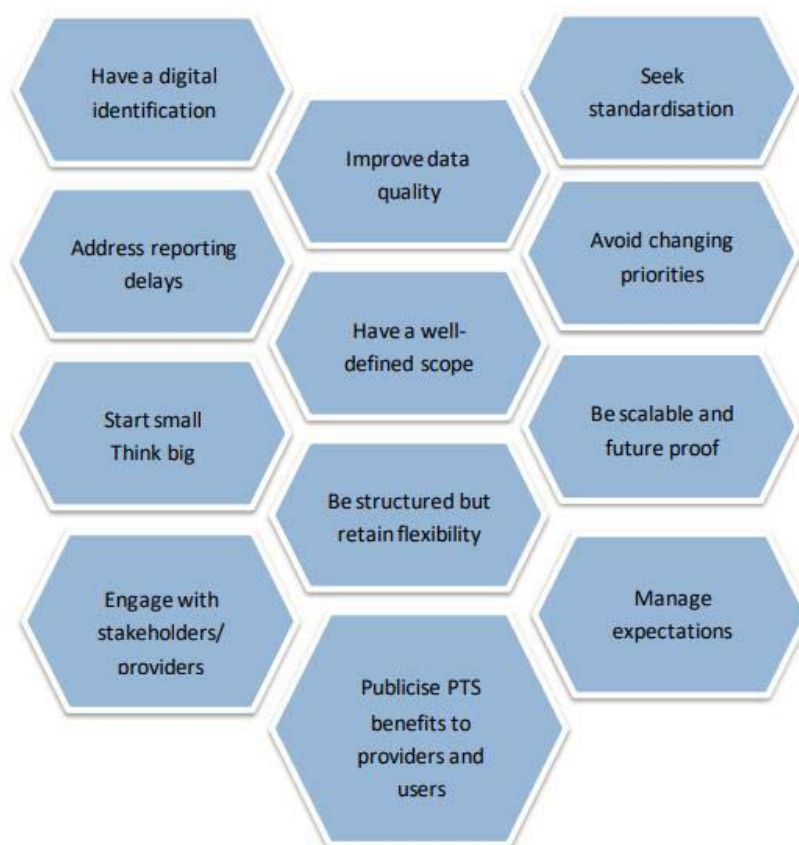 Have a digital
identification
Seek
standardisation
Improve data
quality
Address reporting
delays
Avoid changing
priorities
Have a well-
defined scope
Start small
Think big
Be scalable and
future proof
Be structured but
retain flexibility
Engage with
stakeholders/
providers
Manage
expectations
Publicise PTS
benefits to
providers and
users